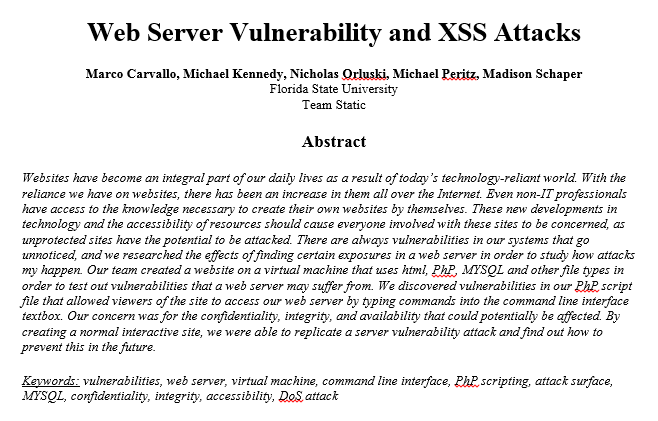 Web Server Vulnerability and XSS Attacks
Marco Carvallo, Michael Kennedy, Nicholas Orluski, Michael Peritz, Madison Schaper
Florida State University
Team Static
Abstract
Websites have become an integral part of our daily lives as a result of today’s technology-reliant world. With the
reliance we have on websites, there has been an increase in them all over the Internet. Even non-IT professionals
have access to the knowledge necessary to create their own websites by themselves. These new developments in
technology and the accessibility of resources should cause everyone involved with these sites to be concerned, as
unprotected sites have the potential to be attacked. There are always vulnerabilities in our systems that go
unnoticed, and we researched the effects of finding certain exposures in a web server in order to study how attacks
my happen. Our team created a website on a virtual machine that uses html, PhP, MYSQL and other file types in
order to test out vulnerabilities that a web server may suffer from. We discovered vulnerabilities in our PhP script
file that allowed viewers of the site to access our web server by typing commands into the command line interface
textbox. Our concern was for the confidentiality, integrity, and availability that could potentially be affected. By
creating a normal interactive site, we were able to replicate a server vulnerability attack and find out how to
prevent this in the future.
Keywords: vulnerabilities, web server, virtual machine, command line interface, PhP scripting, attack surface,
MYSQL, confidentiality, integrity, accessibility, DoS attack